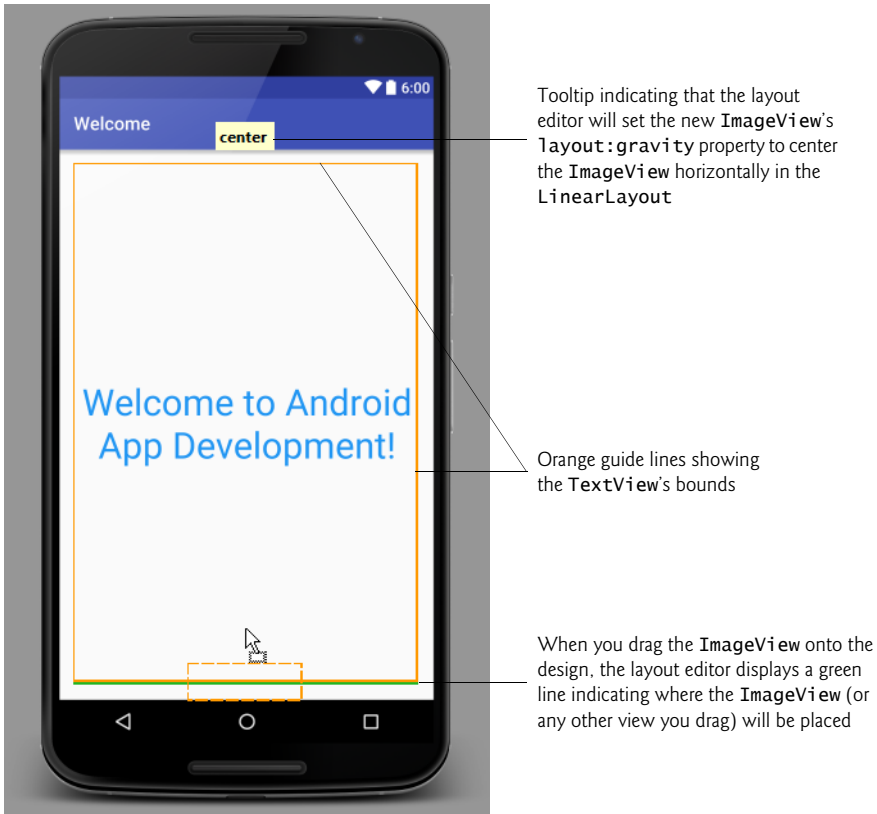 6:00
Welcome
center
Welcome to Android
App Development!
Tooltip indicating that the layout
editor will set the new ImageView’s
layout:gravity property to center
the ImageView horizontally in the
LinearLayout
Orange guide lines showing
the TextView’s bounds
When you drag the ImageView onto the
design, the layout editor displays a green
line indicating where the ImageView (or
any other view you drag) will be placed